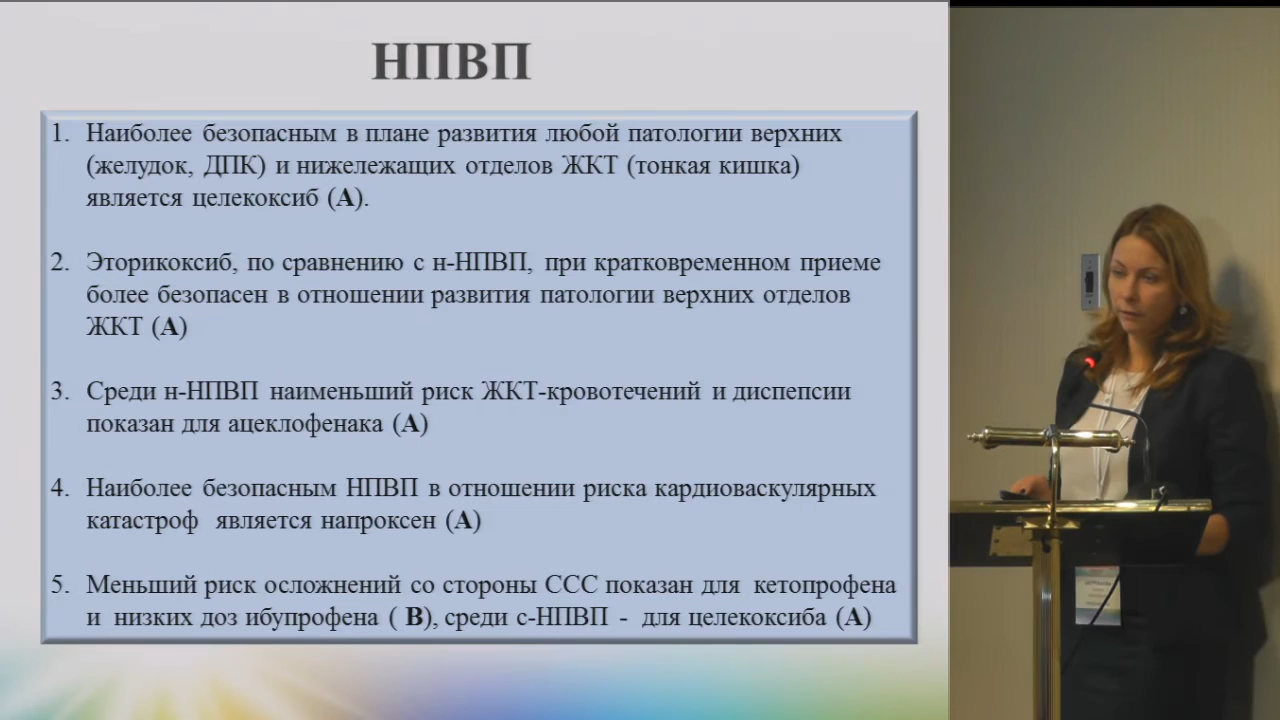 НПВП
1. Наиболее безопасным в плане развития любой патологии верхних
(желудок, ДПК) и нижележащих отделов ЖКТ (тонкая кишка)
является целекоксиб (А).
2. Эторикоксиб, по сравнению с н-НПВП, при кратковременном приеме
более безопасен в отношении развития патологии верхних отделов
ЖКТ (А)
3. Среди н-НПВП наименьший риск ЖКТ-кровотечений и диспепсии
показан для ацеклофенака (А)
4. Наиболее безопасным НПВП в отношении риска кардиоваскулярных
катастроф является напроксен (А)
5. Меньший риск осложнений со стороны ССС показан для кетопрофена
и низких доз ибупрофена ( В), среди с-НПВП - для целекоксиба (А)